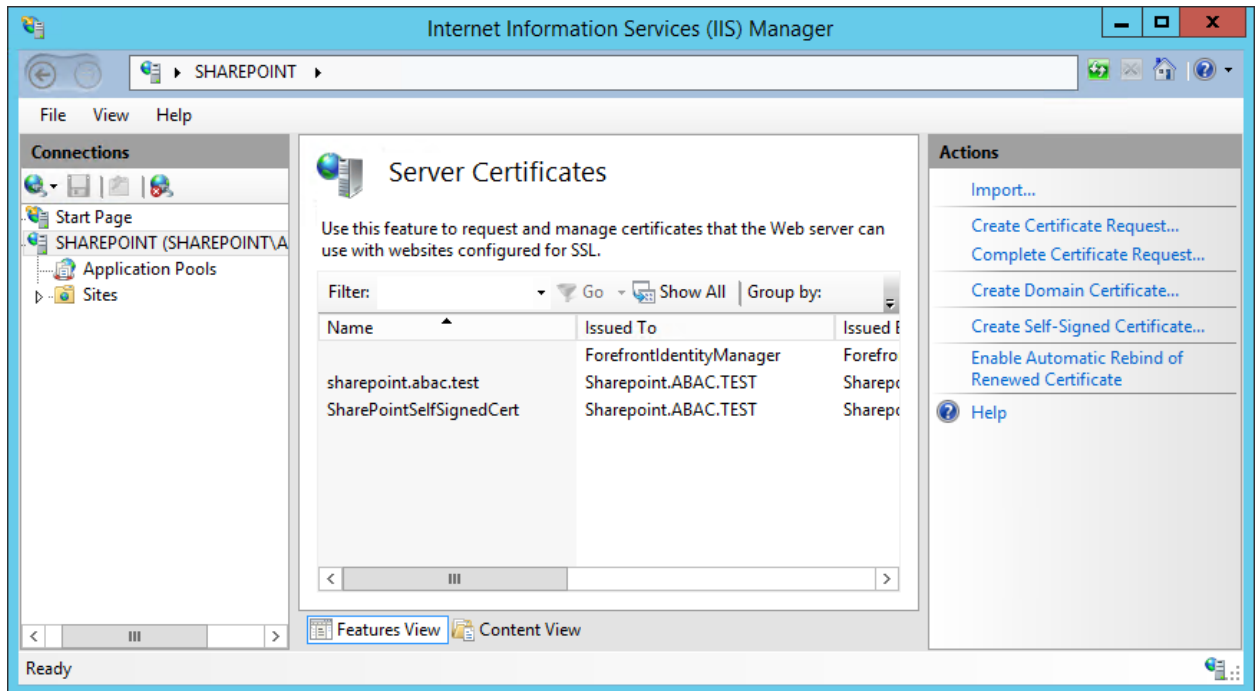 Internet Information Services (IIS) Manager
SHAREPOINT
File View Help
Connections
Start Page
SHAREPOINT (SHAREPOINT\A
Application Pools
Sites
Server Certificates
Use this feature to request and manage certificates that the Web server can
use with websites configured for SSL.
Filter: Go Show All Group by:
Name Issued To Issued
ForefrontIdentityManager Forefro
sharepoint.abac.test Sharepoint.ABAC.TEST Sharepo
SharePointSelfSignedCert Sharepoint.ABAC.TEST Sharepo
Features View Content View
Actions
Import...
Create Certificate Request...
Complete Certificate Request...
Create Domain Certificate...
Create Self-Signed Certificate...
Enable Automatic Rebind of
Renewed Certificate
Help
Ready